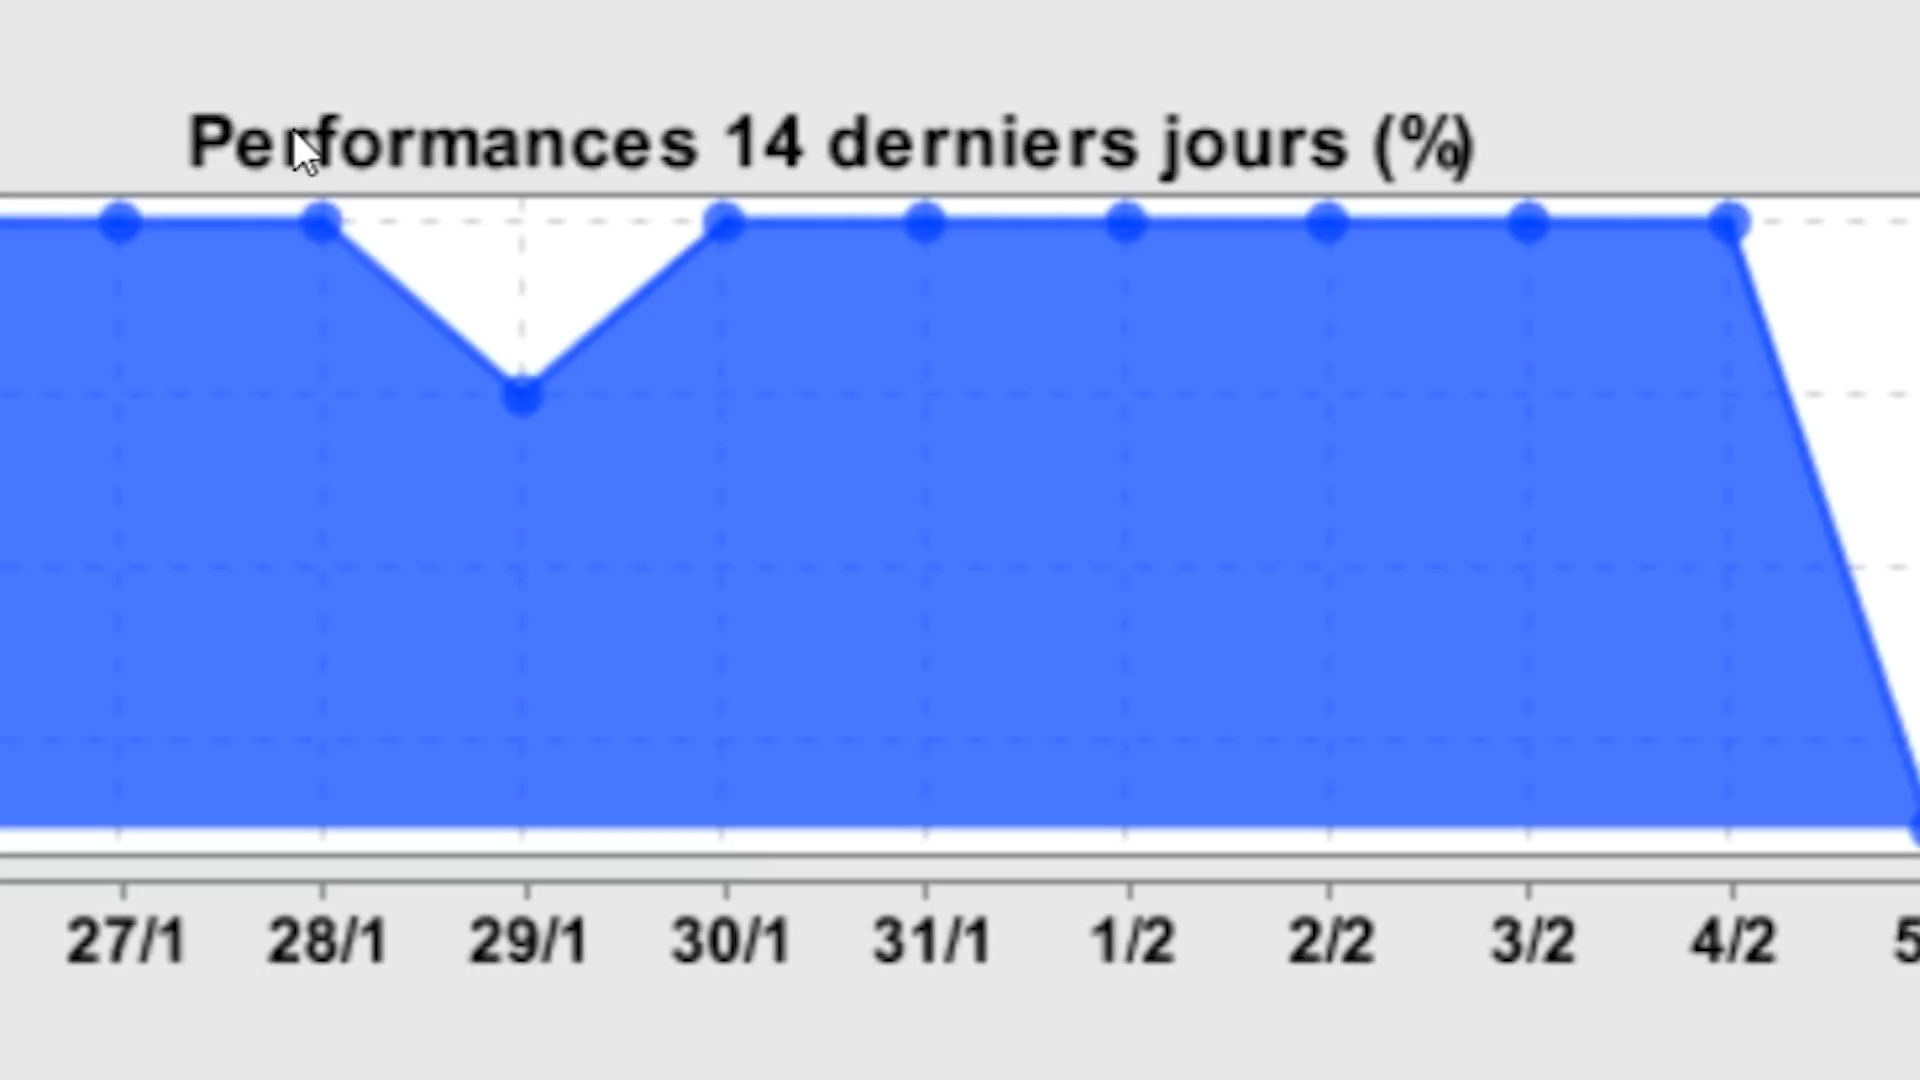 Performances 14 derniers jours (%)
27/1 28/1 29/1 30/1 31/1 1/2 2/2 3/2 4/2